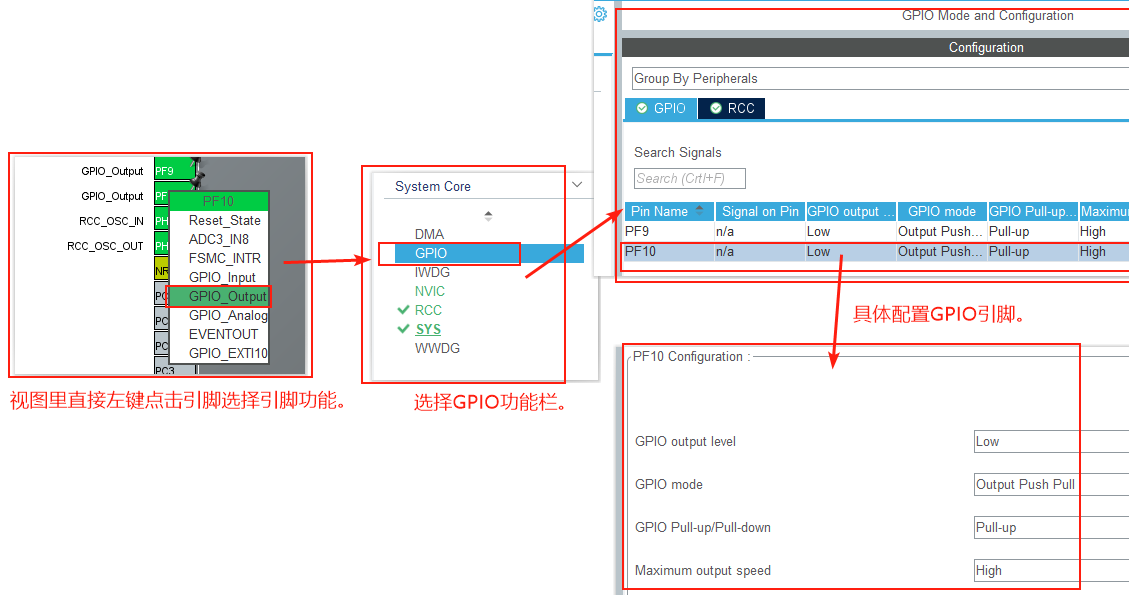 GPIO Mode and Configuration
Configuration
Group By Peripherals
GPIO
RCC
Search Signals
Search (Crtl+F)
Pin Name
Signal on Pin
GPIO output ...
GPIO mode
GPIO Pull-up...
Maximu
PF9
n/a
Low
Output Push...
Pull-up
High
PF10
n/a
Low
Output Push...
Pull-up
High
GPIO_Output
PF9
GPIO_Output
PF
RCC_OSC_IN
PH
RCC_OSC_OUT
PH
NR
PC
PC
PC
PC3
PF10
Reset_State
ADC3_IN8
FSMC_INTR
GPIO_Input
GPIO_Output
GPIO_Analog
EVENTOUT
GPIO_EXTI10
视图里直接左键点击引脚选择引脚功能。
System Core
DMA
GPIO
IWDG
NVIC
RCC
SYS
WWDG
选择GPIO功能栏。
具体配置GPIO引脚。
PF10 Configuration :
GPIO output level
Low
GPIO mode
Output Push Pull
GPIO Pull-up/Pull-down
Pull-up
Maximum output speed
High